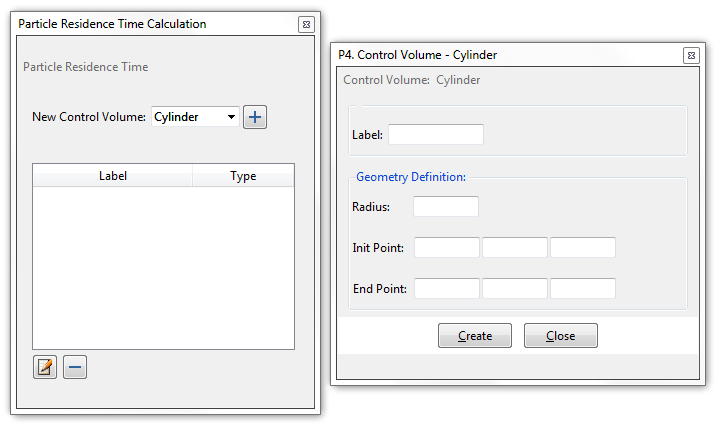 Particle Residence Time Calculation
Particle Residence Time
New Control Volume: Cylinder
Label Type
P4. Control Volume - Cylinder
Control Volume: Cylinder
Label:
Geometry Definition:
Radius:
Init Point:
End Point:
Create Close